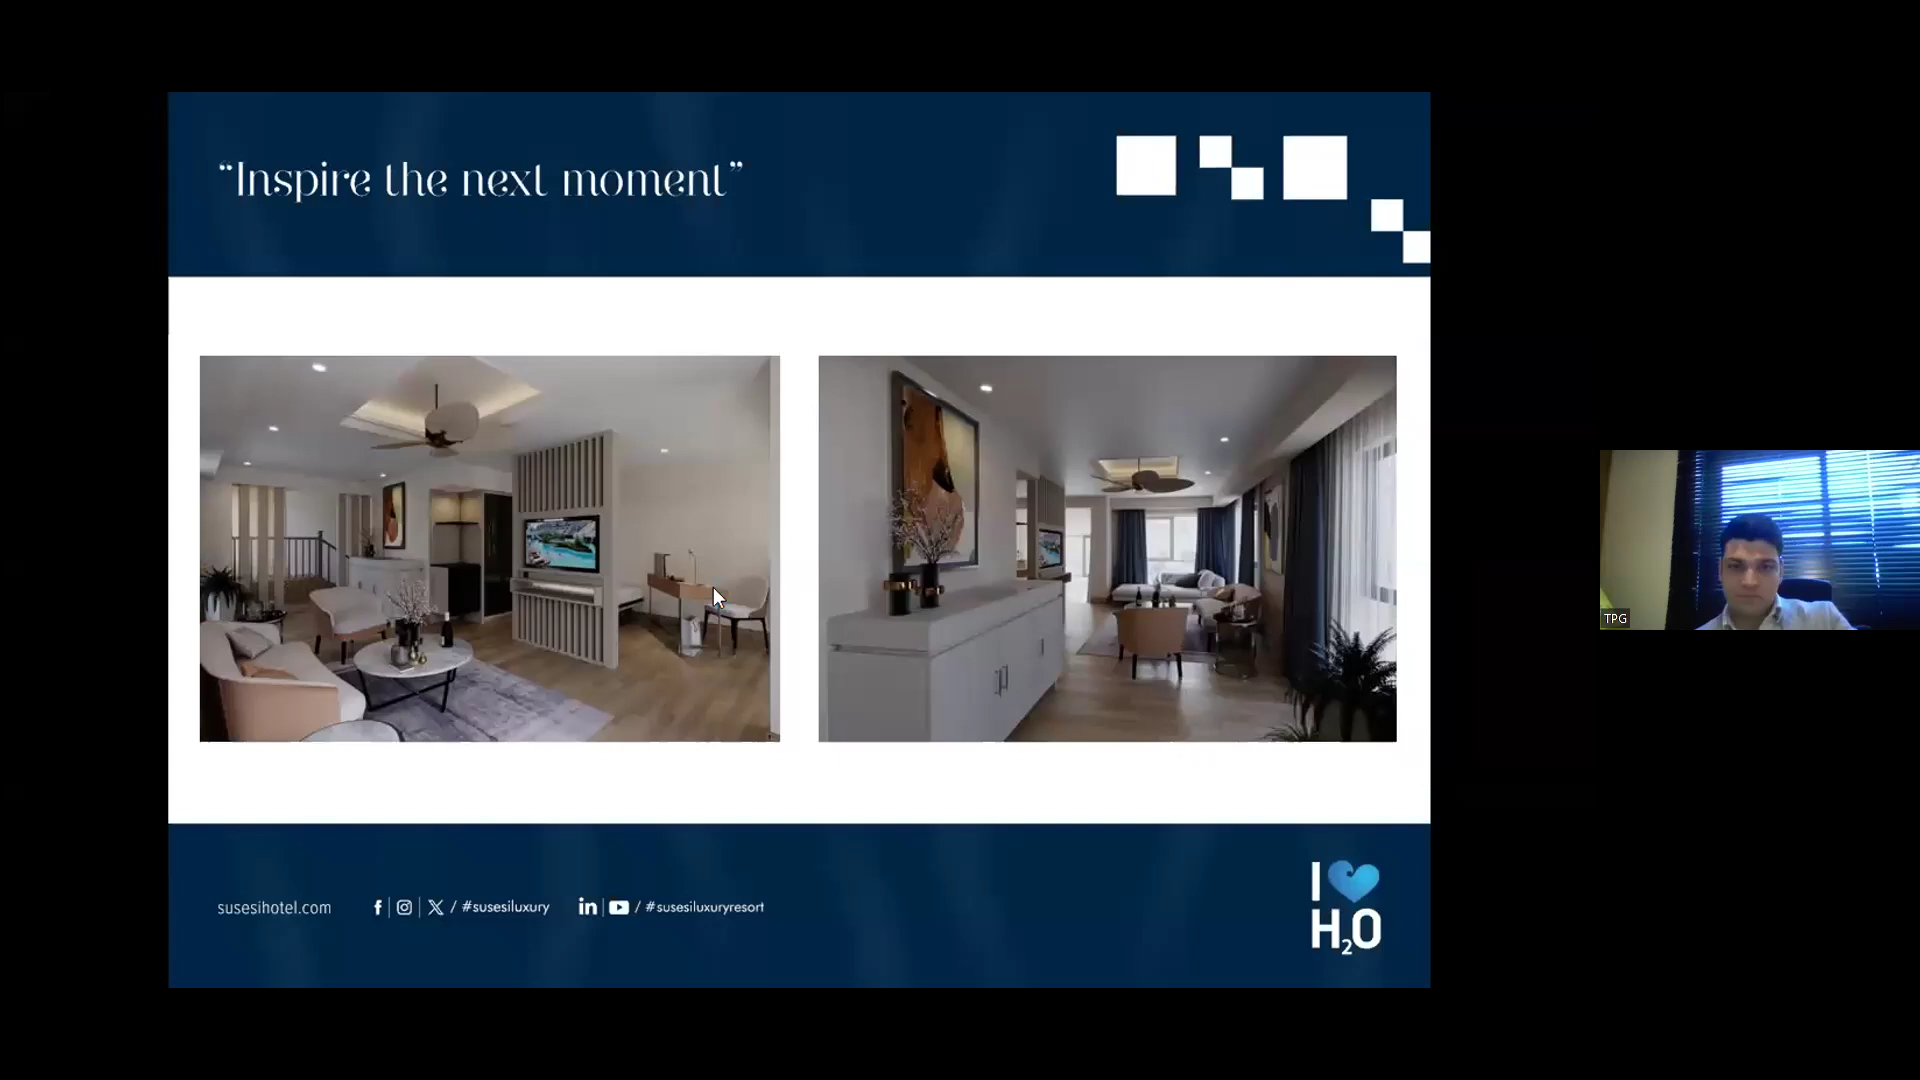 “Inspire the next moment”
TPG
susesihotel.com
/ #susesiluxury
/ #susesiluxuryresort
I
H₂O